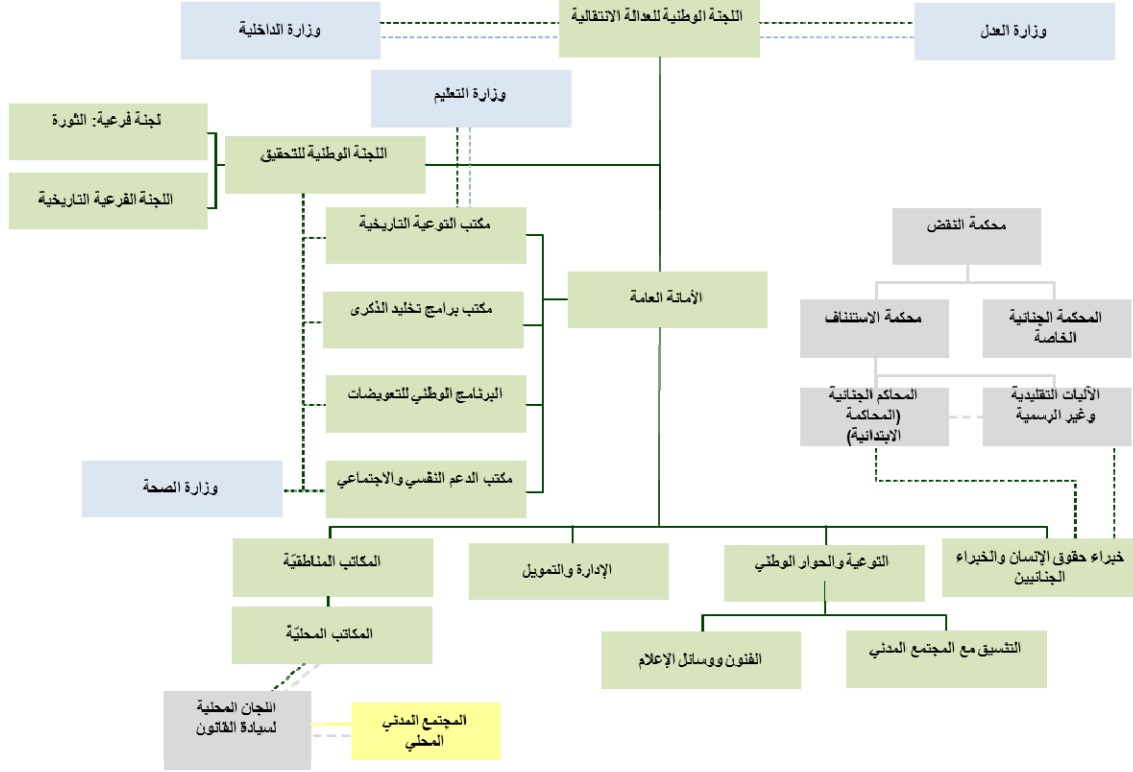 اللجنة الوطنية للعدالة الانتقالية
وزارة العدل
وزارة الداخلية
وزارة التعليم
لجنة فرعية: الثورة
اللجنة الوطنية للتحقيق
اللجنة الفرعية التاريخية
مكتب التوعية التاريخية
محكمة النقض
الأمانة العامة
مكتب برامج تخليد الذكرى
المحكمة الجنائية
الخاصة
محكمة الاستئناف
البرنامج الوطني للتعويضات
الآليات التقليدية
وغير الرسمية
المحاكم الجنائية
(المحاكمة
الابتدائية)
مكتب الدعم النفسي والاجتماعي
وزارة الصحة
خبراء حقوق الإنسان والخبراء
الجنائيين
التوعية والحوار الوطني
الإدارة والتمويل
المكاتب المناطقيّة
المكاتب المحليّة
التنسيق مع المجتمع المدني
الفنون ووسائل الإعلام
اللجان المحلية
لسيادة القانون
المجتمع المدني
المحلي